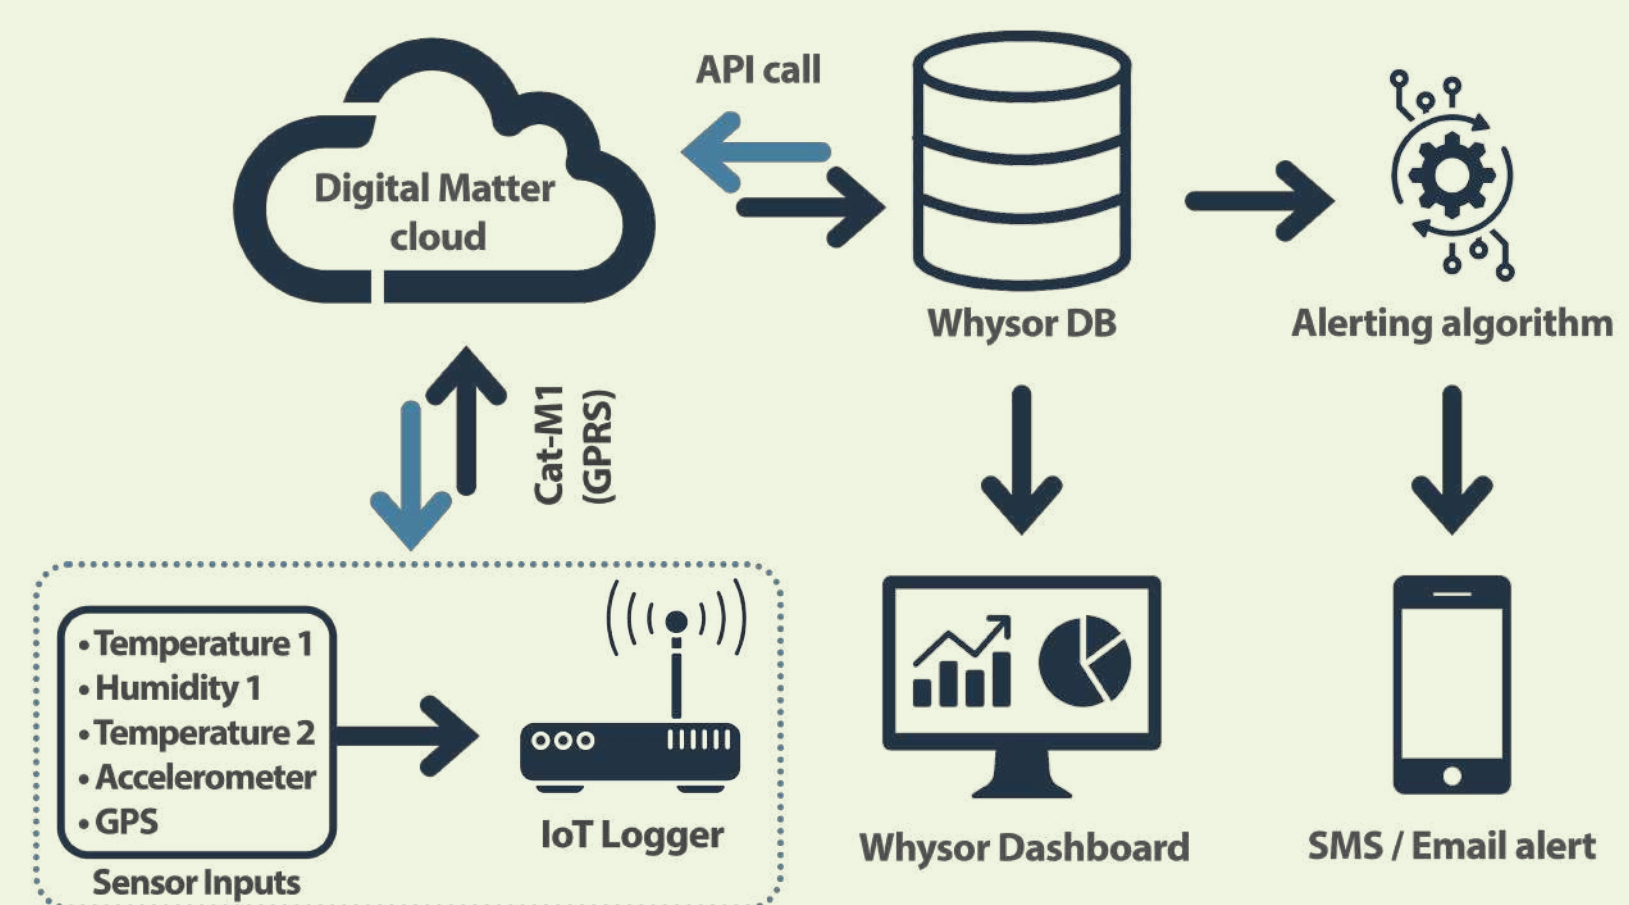 API call
Digital Matter
cloud
Whysor DB
Alerting algorithm
Cat-M1
(GPRS)
• Temperature 1
• Humidity 1
• Temperature 2
• Accelerometer
• GPS
Sensor Inputs
IoT Logger
Whysor Dashboard
SMS / Email alert